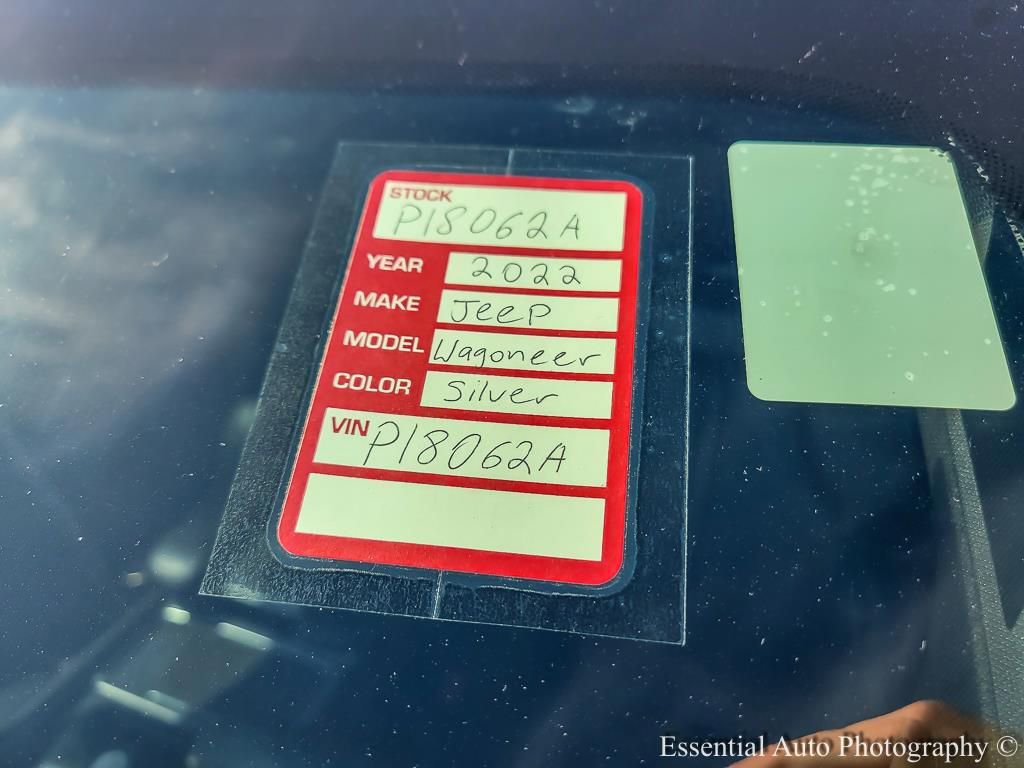 STOCK
P18062A
YEAR 2022
MAKE Jeep
MODEL Wagoneer
COLOR Silver
VIN P18062A
Essential Auto Photography ©